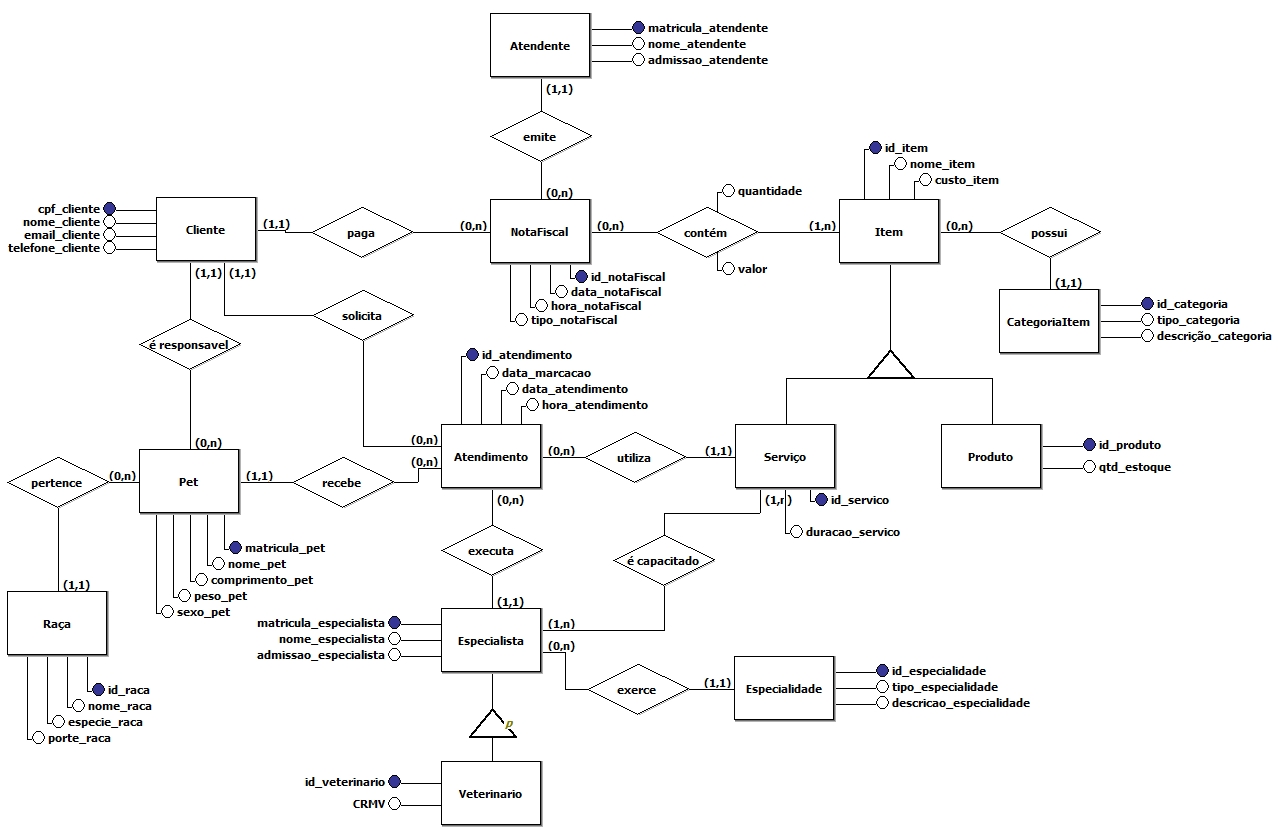 Atendente
matricula_atendente
nome_atendente
admissao_atendente
(1,1)
emite
(0,n)
id_item
nome_item
custo_item
cpf_cliente
nome_cliente
email_cliente
telefone_cliente
Cliente
(1,1)
paga
(0,n)
NotaFiscal
(0,n)
contém
quantidade
valor
(1,n)
Item
(0,n)
possui
(1,1)
id_notaFiscal
data_notaFiscal
hora_notaFiscal
tipo_notaFiscal
(1,1)
(1,1)
solicita
é responsavel
CategoriaItem
id_categoria
tipo_categoria
descrição_categoria
id_atendimento
data_marcacao
data_atendimento
hora_atendimento
(0,n)
(0,n)
(0,n)
Atendimento
(0,n)
utiliza
(1,1)
Serviço
Produto
id_produto
qtd_estoque
pertence
(0,n)
Pet
(1,1)
recebe
(0,n)
(1,n)
id_servico
duracao_servico
executa
é capacitado
matricula_pet
nome_pet
comprimento_pet
peso_pet
sexo_pet
(1,1)
Raça
(1,1)
matricula_especialista
nome_especialista
admissao_especialista
Especialista
(1,n)
(0,n)
exerce
(1,1)
Especialidade
id_especialidade
tipo_especialidade
descricao_especialidade
id_raca
nome_raca
especie_raca
porte_raca
p
id_veterinario
CRMV
Veterinario